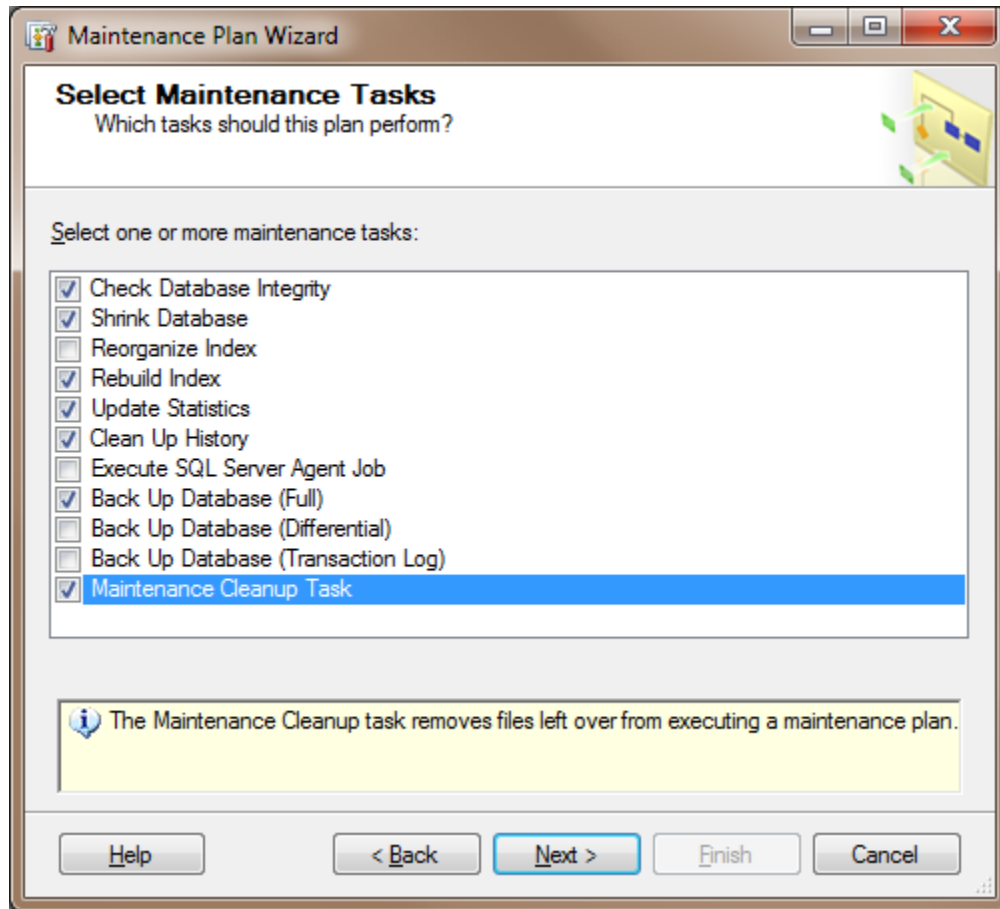 Maintenance Plan Wizard
Select Maintenance Tasks
Which tasks should this plan perform?
Select one or more maintenance tasks:
Check Database Integrity
Shrink Database
Reorganize Index
Rebuild Index
Update Statistics
Clean Up History
Execute SQL Server Agent Job
Back Up Database (Full)
Back Up Database (Differential)
Back Up Database (Transaction Log)
Maintenance Cleanup Task
The Maintenance Cleanup task removes files left over from executing a maintenance plan.
Help < Back Next > Finish Cancel